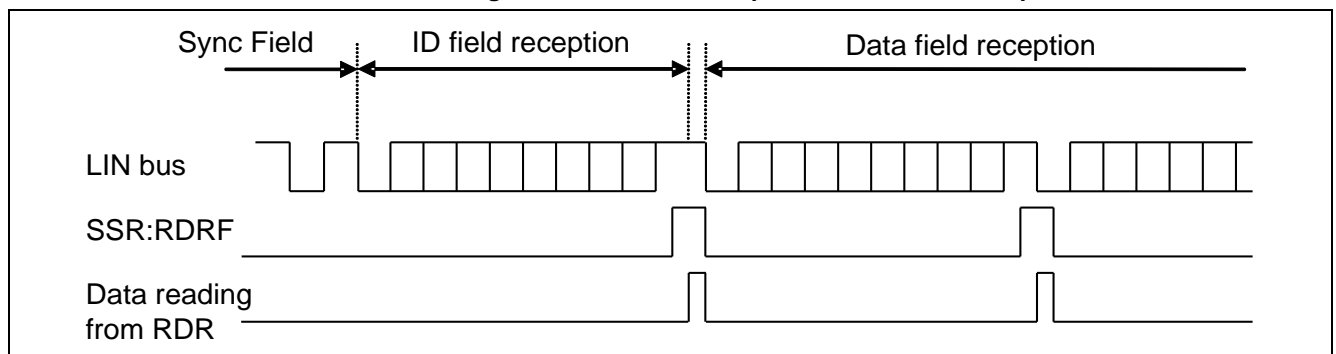 Sync Field
ID field reception
Data field reception
LIN bus
SSR:RDRF
Data reading
from RDR